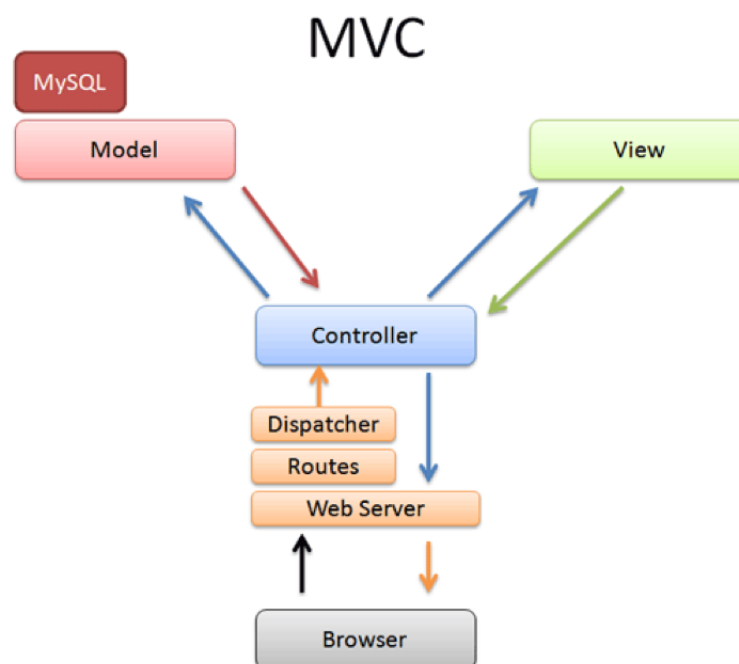 MVC
MySQL
Model
View
Controller
Dispatcher
Routes
Web Server
Browser